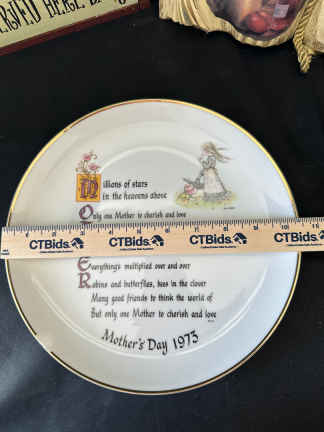 SERVED HERE
Millions of stars
in the heavens above
Only one Mother to cherish and love
CTBids CTBids CTBids
Everythings multiplied over and over
Robins and butterflies, bees in the clover
Many good friends to think the world of
But only one Mother to cherish and love
Mother's Day 1973